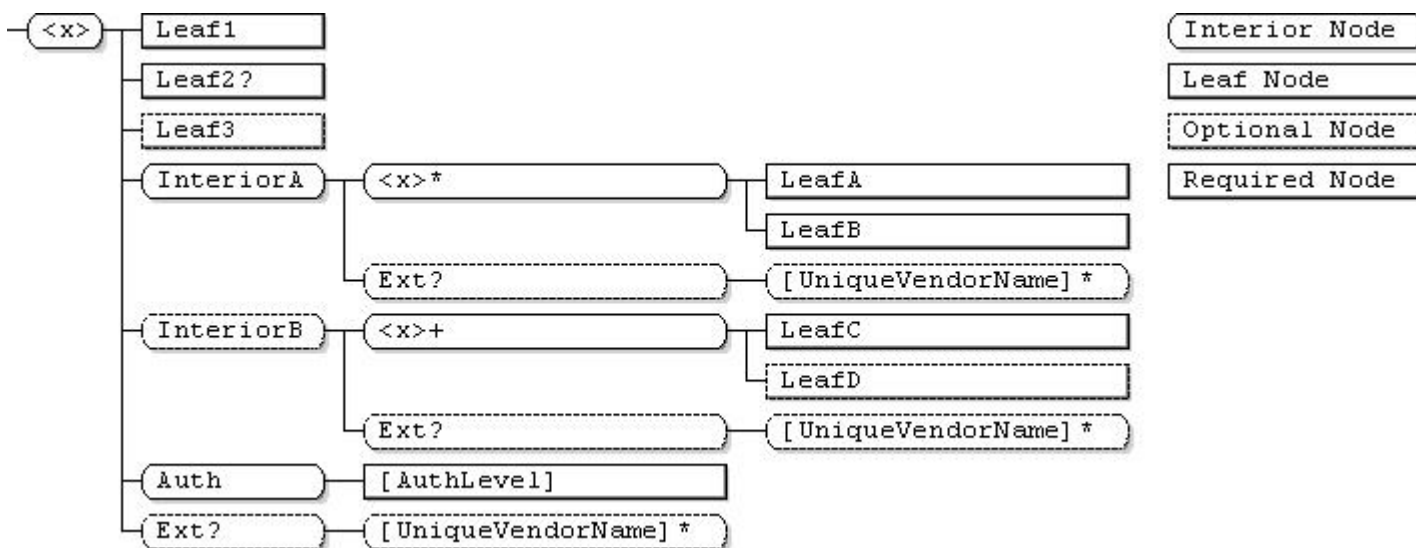 <x>
Leaf1
Leaf2?
Leaf3
InteriorA
<x>*
LeafA
LeafB
Ext?
[UniqueVendorName]*
InteriorB
<x>+
LeafC
LeafD
Ext?
[UniqueVendorName]*
Auth
[AuthLevel]
Ext?
[UniqueVendorName]*
Interior Node
Leaf Node
Optional Node
Required Node